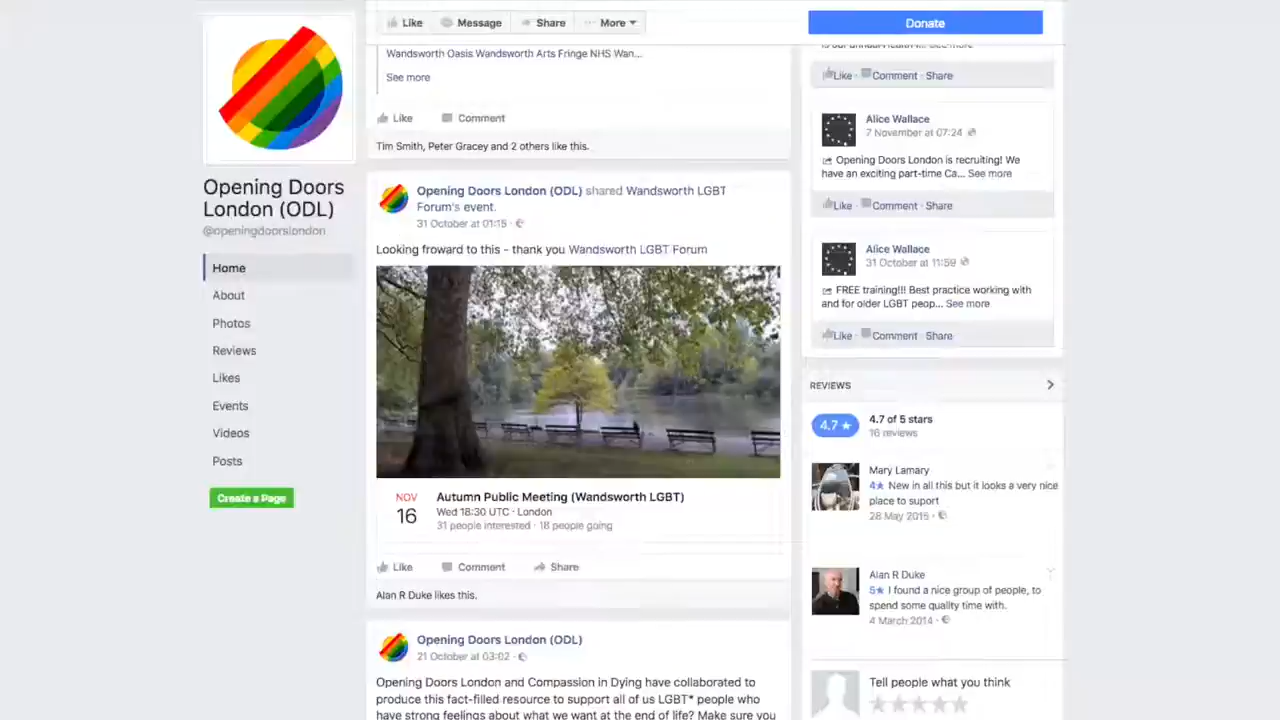 Like
Message
Share
More
Donate
Wandsworth Oasis Wandsworth Arts Fringe NHS Wan...
See more
Like
Comment
Tim Smith, Peter Gracey and 2 others like this.
Opening Doors
London (ODL)
@openingdoorslondon
Home
About
Photos
Reviews
Likes
Events
Videos
Posts
Create a Page
Opening Doors London (ODL) shared Wandsworth LGBT
Forum's event.
31 October at 01:15 ·
Looking froward to this - thank you Wandsworth LGBT Forum
NOV
16
Autumn Public Meeting (Wandsworth LGBT)
Wed 18:30 UTC · London
31 people interested · 18 people going
Like
Comment
Share
Alan R Duke likes this.
Opening Doors London (ODL)
21 October at 03:02 ·
Opening Doors London and Compassion in Dying have collaborated to
produce this fact-filled resource to support all of us LGBT* people who
have strong feelings about what we want at the end of life? Make sure you
Like · Comment · Share
Alice Wallace
7 November at 07:24
Opening Doors London is recruiting! We
have an exciting part-time Ca... See more
Like · Comment · Share
Alice Wallace
31 October at 11:59
FREE training!!! Best practice working with
and for older LGBT peop... See more
Like · Comment · Share
REVIEWS
4.7
4.7 of 5 stars
16 reviews
Mary Lamary
4★ New in all this but it looks a very nice
place to suport
28 May 2015 ·
Alan R Duke
5★ I found a nice group of people, to
spend some quality time with.
4 March 2014 ·
Tell people what you think